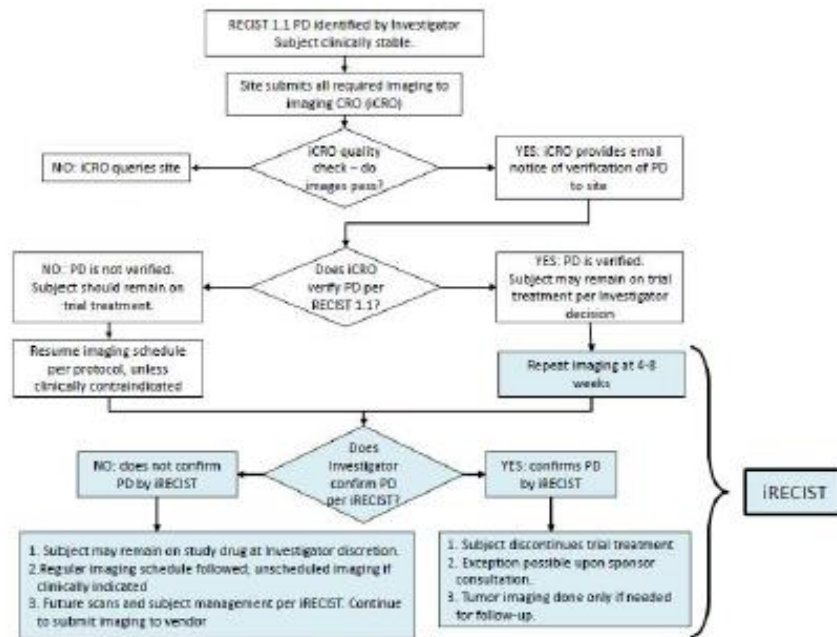 RECIST 1.1 PD identified by Investigator
Subject clinically stable.
Site submits all required imaging to
imaging CRO (iCRO)
iCRO quality
check – do
images pass?
NO: iCRO queries site
YES: iCRO provides email
notice of verification of PD
to site
NO: PD is not verified.
Subject should remain on
trial treatment.
Does iCRO
verify PD per
RECIST 1.1?
YES: PD is verified.
Subject may remain on trial
treatment per Investigator
decision
Resume imaging schedule
per protocol, unless
clinically contraindicated
Repeat imaging at 4-8
weeks
NO: does not confirm
PD by iRECIST
Does
Investigator
confirm PD
per iRECIST?
YES: confirms PD
by iRECIST
iRECIST
1. Subject may remain on study drug at Investigator discretion.
2.Regular imaging schedule followed; unscheduled imaging if
clinically indicated
3. Future scans and subject management per iRECIST. Continue
to submit imaging to vendor
1. Subject discontinues trial treatment
2. Exception possible upon sponsor
consultation.
3. Tumor imaging done only if needed
for follow-up.